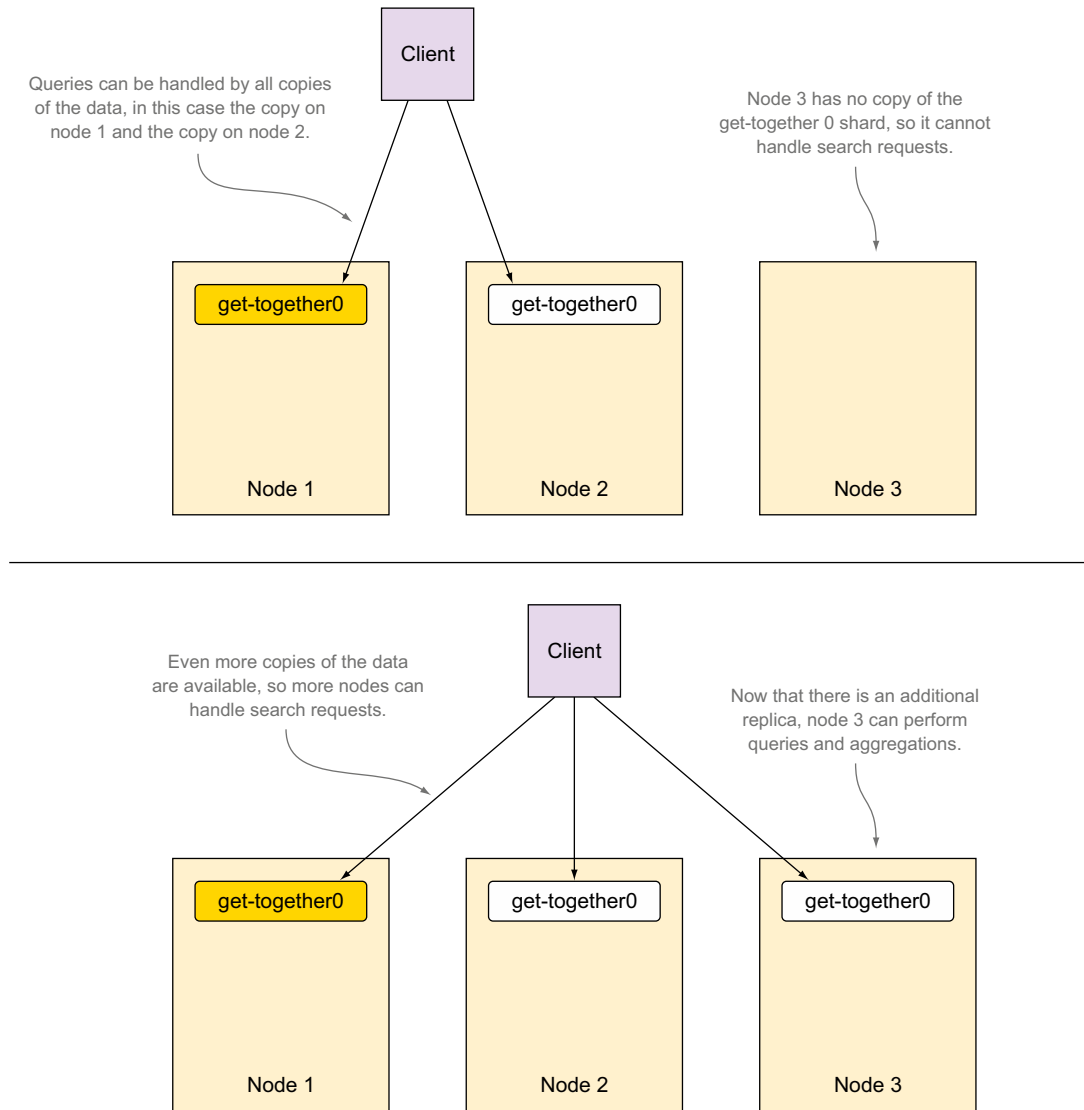 Client
Queries can be handled by all copies
of the data, in this case the copy on
node 1 and the copy on node 2.
Node 3 has no copy of the
get-together 0 shard, so it cannot
handle search requests.
get-together0
get-together0
Node 1
Node 2
Node 3
Client
Even more copies of the data
are available, so more nodes can
handle search requests.
Now that there is an additional
replica, node 3 can perform
queries and aggregations.
get-together0
get-together0
get-together0
Node 1
Node 2
Node 3